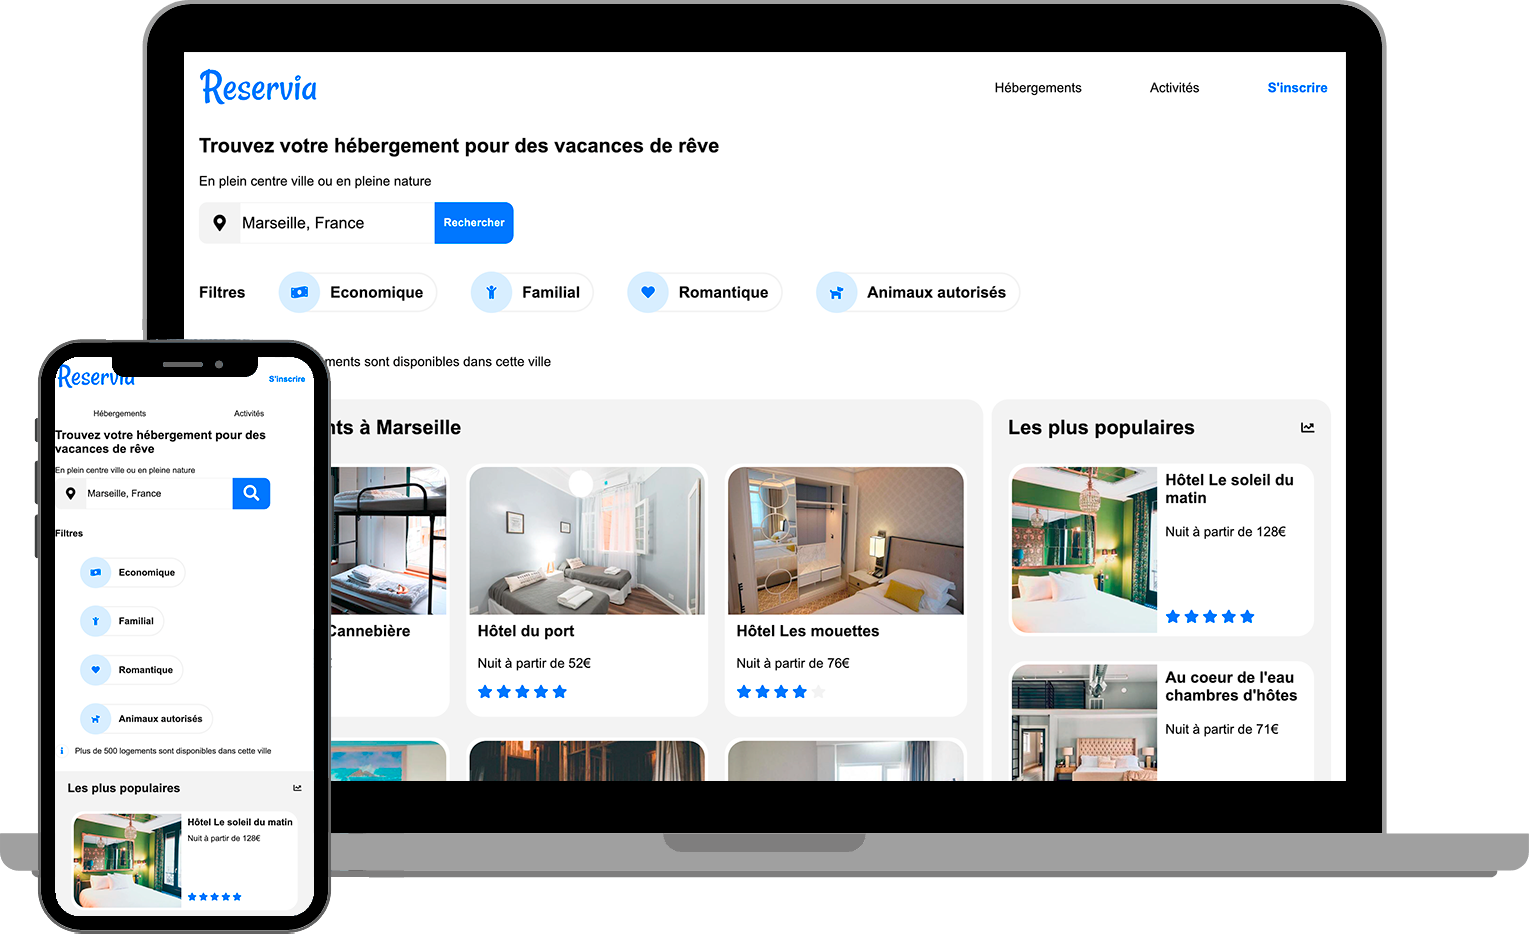 Reservia
Hébergements
Activités
S'inscrire
Trouvez votre hébergement pour des vacances de rêve
En plein centre ville ou en pleine nature
Marseille, France
Rechercher
Filtres
Economique
Familial
Romantique
Animaux autorisés
sont disponibles dans cette ville
à Marseille
Cannebière
Hôtel du port
Nuit à partir de 52€
Hôtel Les mouettes
Nuit à partir de 76€
Les plus populaires
Hôtel Le soleil du
matin
Nuit à partir de 128€
Au coeur de l'eau
chambres d'hôtes
Nuit à partir de 71€
Reservia
S'inscrire
Hébergements
Activités
Trouvez votre hébergement pour des
vacances de rêve
En plein centre ville ou en pleine nature
Marseille, France
Filtres
Economique
Familial
Romantique
Animaux autorisés
Plus de 500 logements sont disponibles dans cette ville
Les plus populaires
Hôtel Le soleil du matin
Nuit à partir de 128€